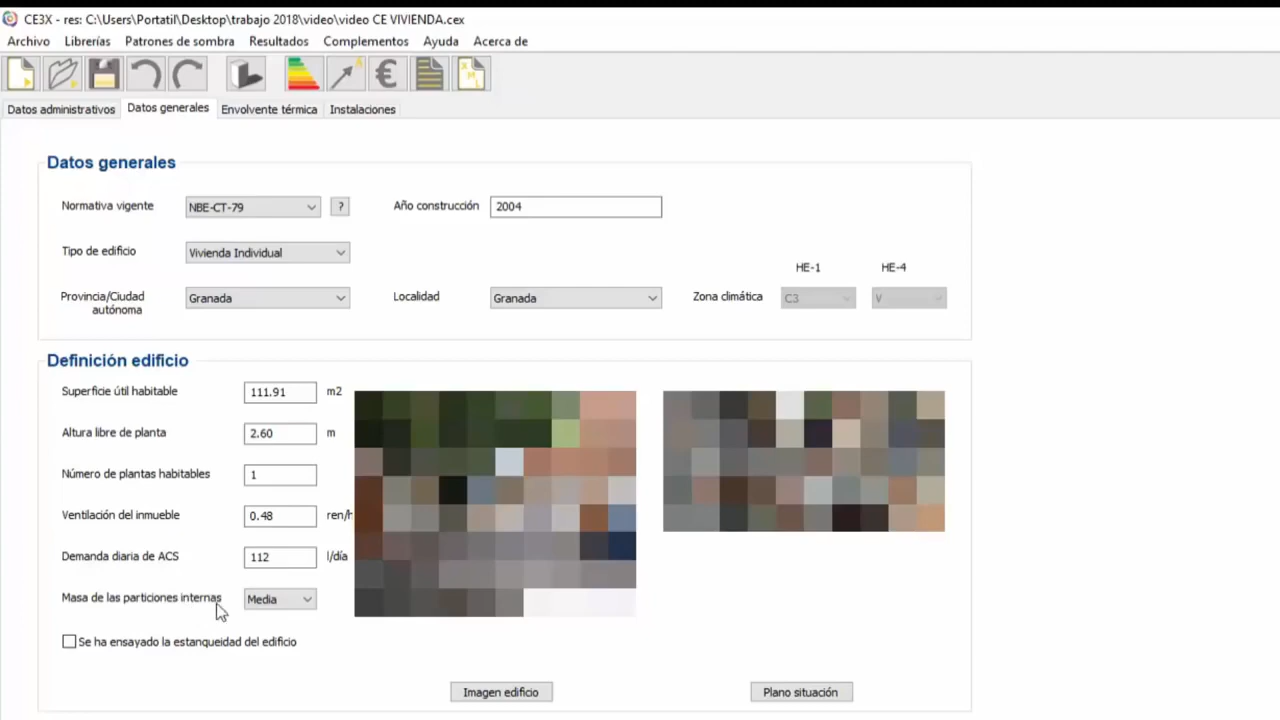 CE3X - res: C:\Users\Portatil\Desktop\trabajo 2018\video\video CE VIVIENDA.cex
Archivo Librerías Patrones de sombra Resultados Complementos Ayuda Acerca de
Datos administrativos Datos generales Envolvente térmica Instalaciones
Datos generales
Normativa vigente NBE-CT-79 ? Año construcción 2004
Tipo de edificio Vivienda Individual
HE-1 HE-4
Provincia/Ciudad autónoma Granada Localidad Granada Zona climática C3 V
Definición edificio
Superficie útil habitable 111.91 m2
Altura libre de planta 2.60 m
Número de plantas habitables 1
Ventilación del inmueble 0.48 ren/h
Demanda diaria de ACS 112 l/día
Masa de las particiones internas Media
Se ha ensayado la estanqueidad del edificio
Imagen edificio Plano situación